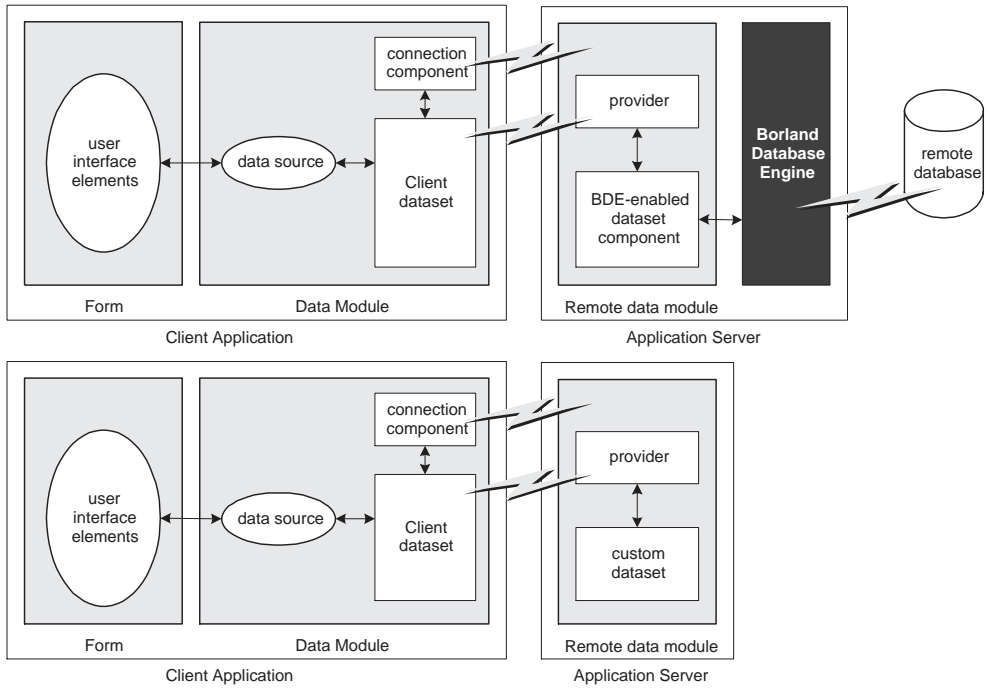 connection
component
user
interface
elements
data source
Client
dataset
provider
BDE-enabled
dataset
component
Borland
Database
Engine
remote
database
Form
Data Module
Remote data module
Client Application
Application Server
connection
component
user
interface
elements
data source
Client
dataset
provider
custom
dataset
Form
Data Module
Remote data module
Client Application
Application Server